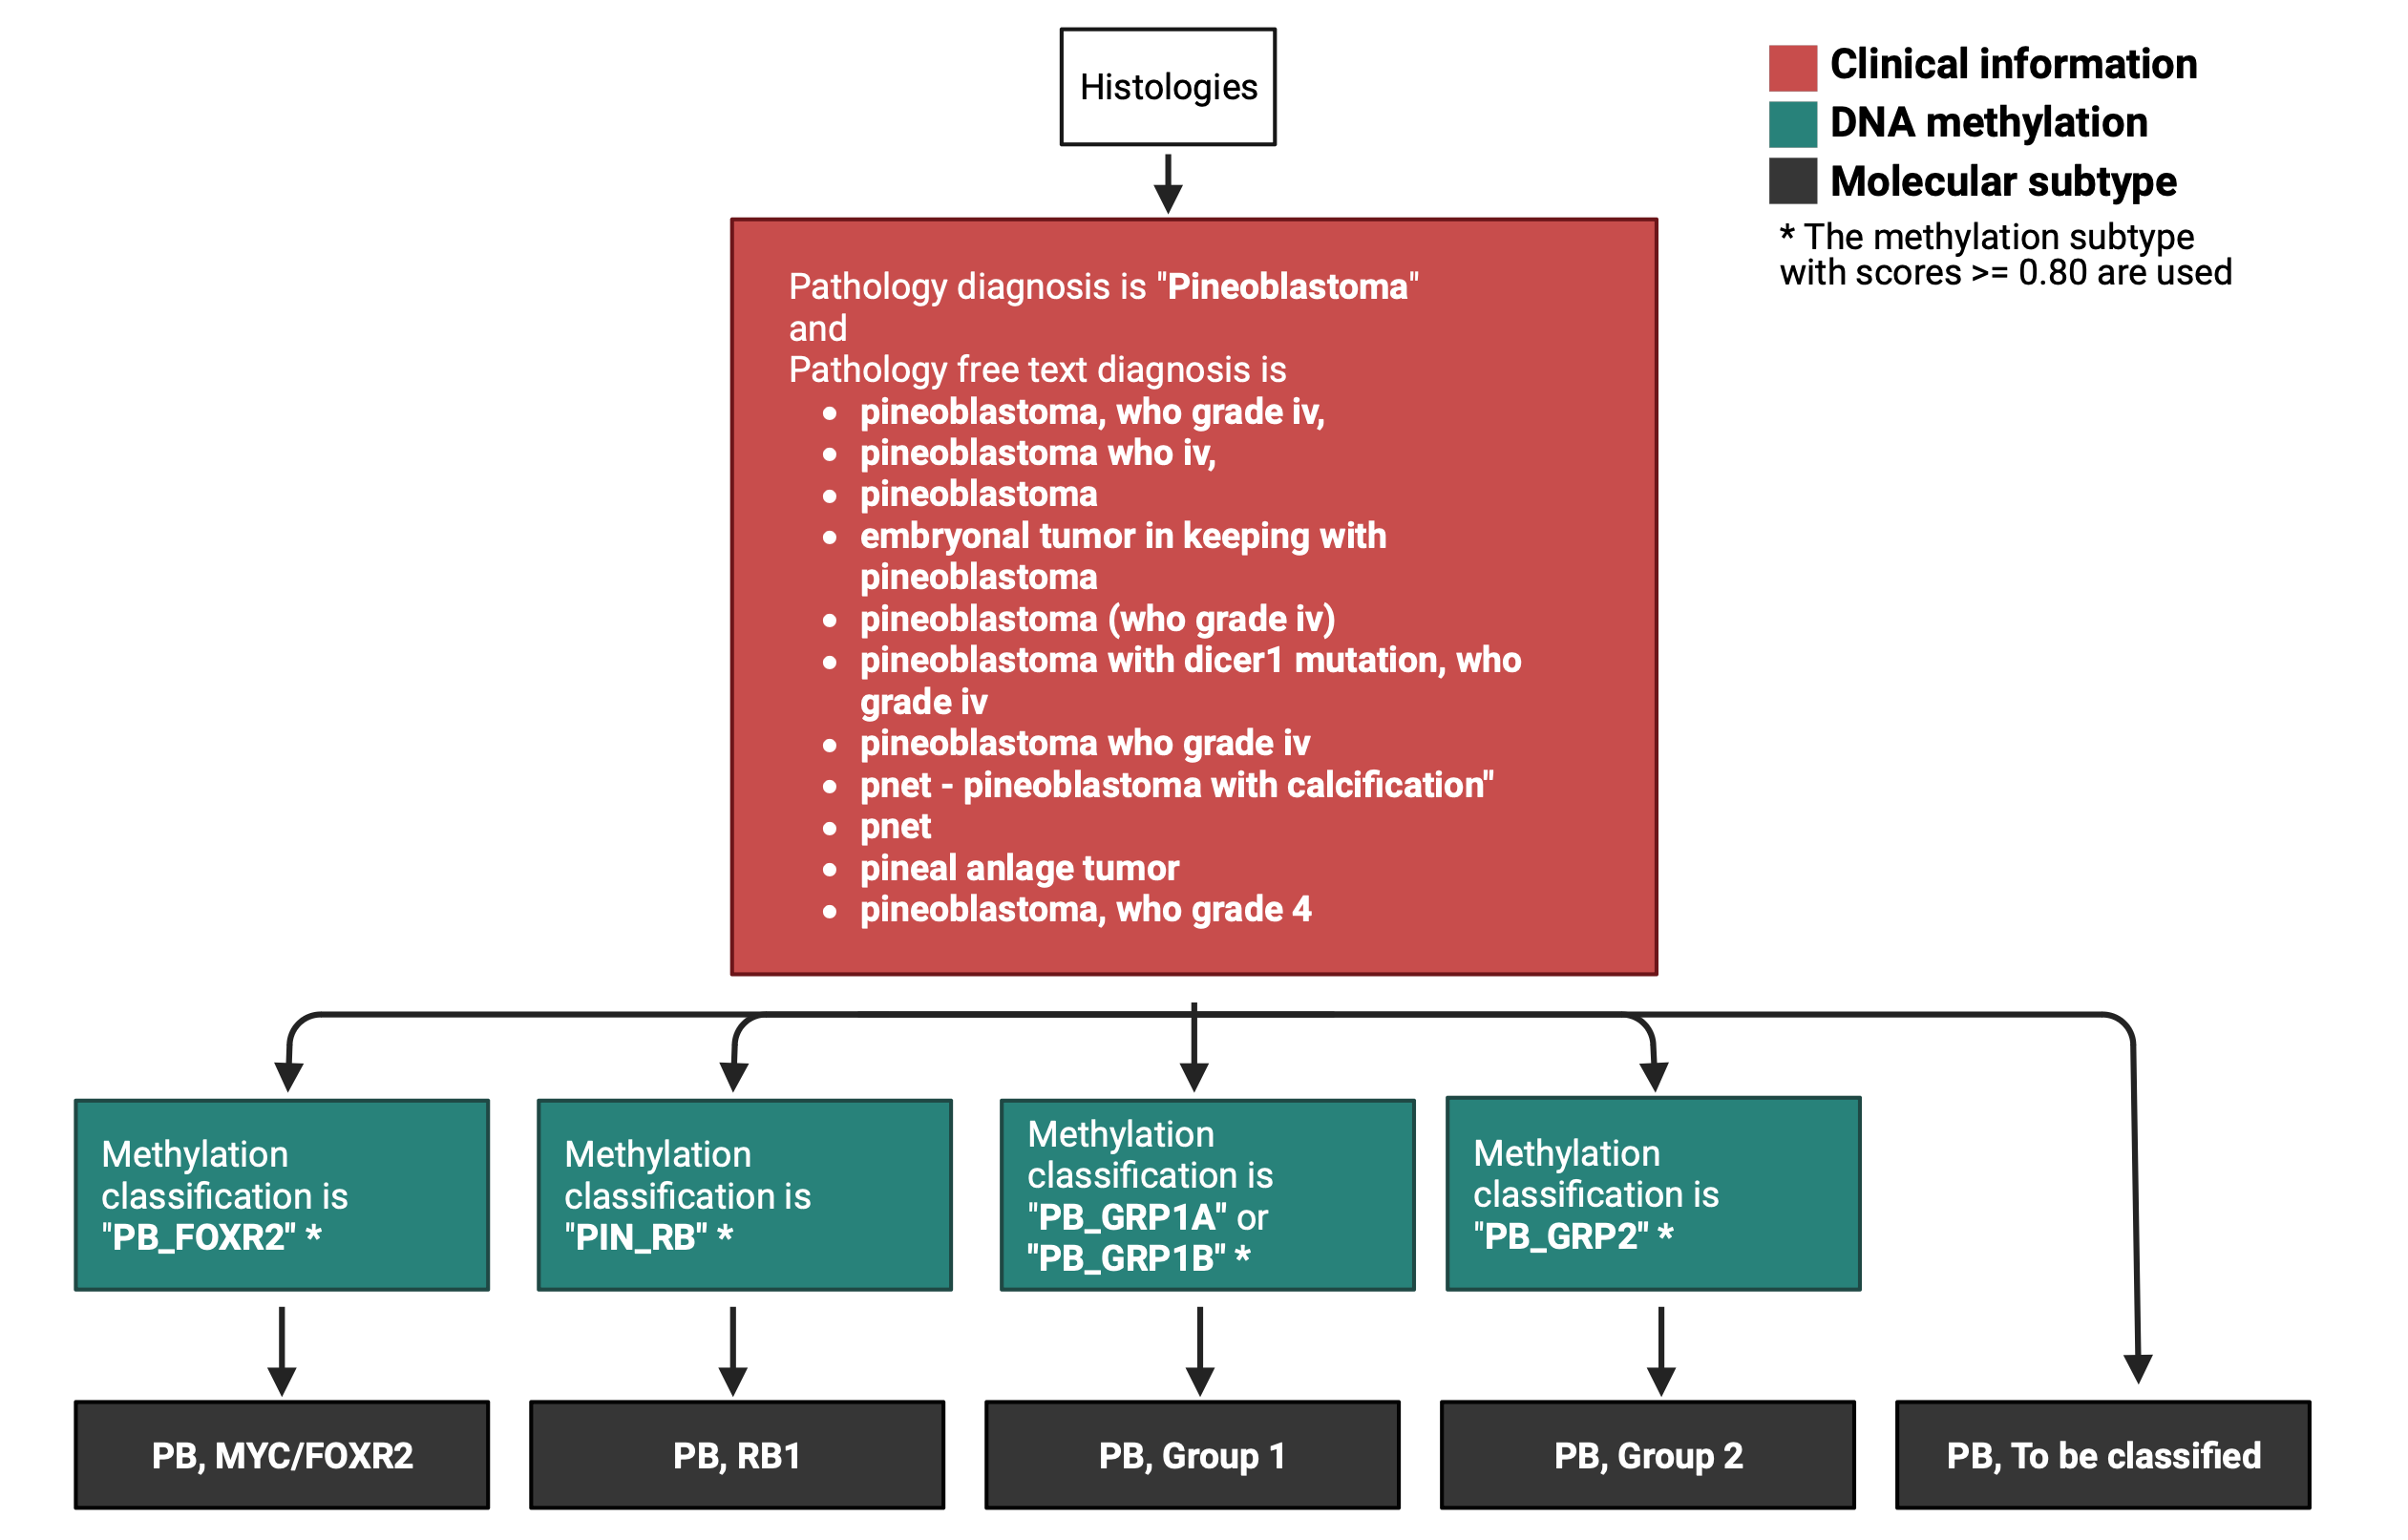 Histologies
Clinical information
DNA methylation
Molecular subtype
* The methylation subtype
with scores >= 0.80 are used
Pathology diagnosis is "Pineoblastoma"
and
Pathology free text diagnosis is
• pineoblastoma, who grade iv,
• pineoblastoma who iv,
• pineoblastoma
• embryonal tumor in keeping with
pineoblastoma
• pineoblastoma (who grade iv)
• pineoblastoma with dicer1 mutation, who
grade iv
• pineoblastoma who grade iv
• pnet - pineoblastoma with calcification"
• pnet
• pineal anlage tumor
• pineoblastoma, who grade 4
Methylation
classification is
"PB_FOXR2" *
Methylation
classification is
"PIN_RB" *
Methylation
classification is
"PB_GRP1A" or
"PB_GRP1B" *
Methylation
classification is
"PB_GRP2" *
PB, MYC/FOXR2
PB, RB1
PB, Group 1
PB, Group 2
PB, To be classified